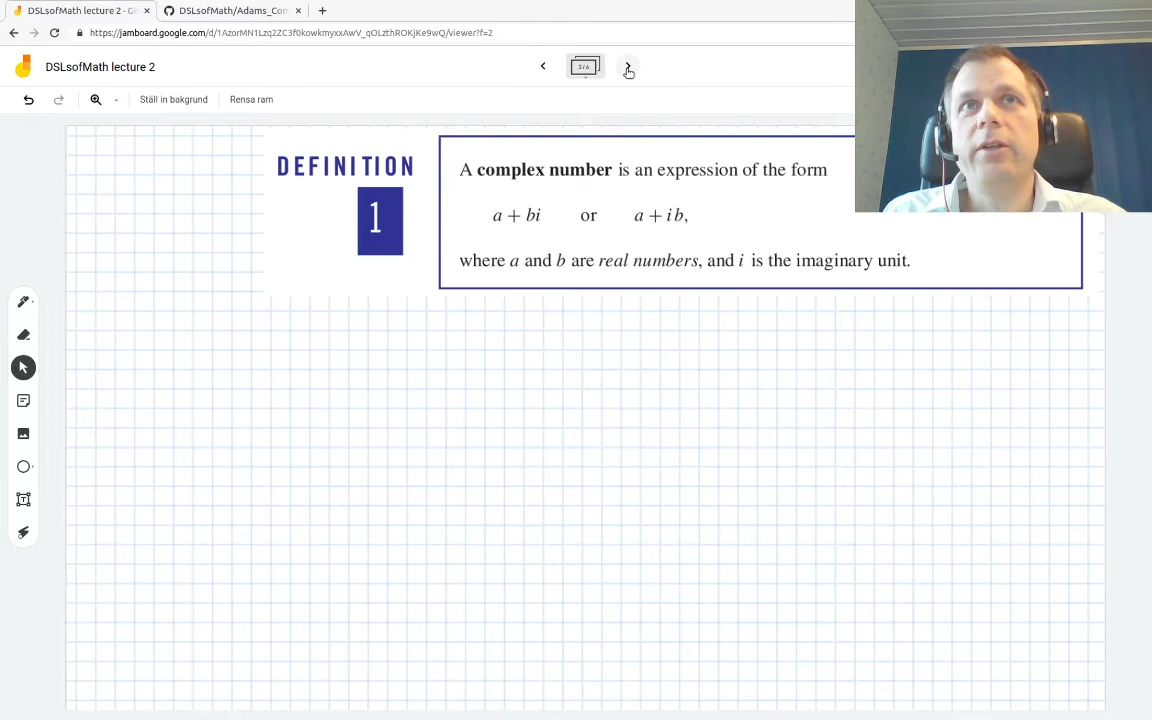 DSLsofMath lecture 2 - Go
DSLsofMath/Adams_Com
https://jamboard.google.com/d/1AzorMN1Lzq2ZC3f0kowkmyxxAwV_qOLzthROKjKe9wQ/viewer?f=2
DSLsofMath lecture 2
3/6
Ställ in bakgrund
Rensa ram
DEFINITION
1
A complex number is an expression of the form
a + bi or a + ib,
where a and b are real numbers, and i is the imaginary unit.